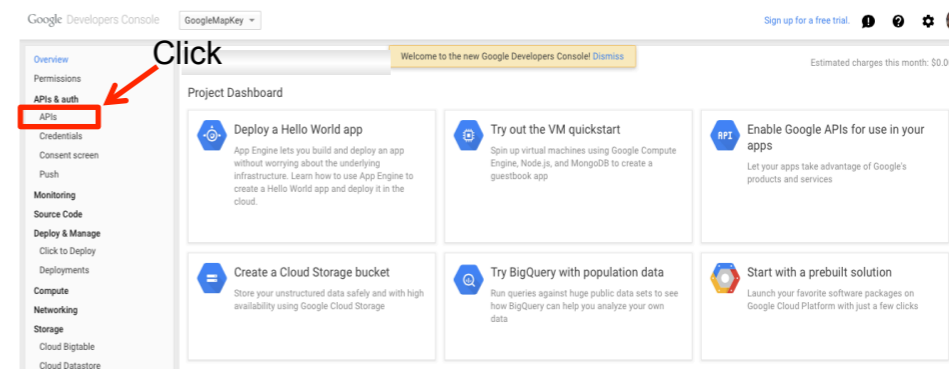 Google Developers Console
GoogleMapKey
Sign up for a free trial.
Click
Welcome to the new Google Developers Console! Dismiss
Estimated charges this month: $0.0
Overview
Permissions
APIs & auth
APIs
Credentials
Consent screen
Push
Monitoring
Source Code
Deploy & Manage
Click to Deploy
Deployments
Compute
Networking
Storage
Cloud Bigtable
Cloud Datastore
Project Dashboard
Deploy a Hello World app
App Engine lets you build and deploy an app
without worrying about the underlying
infrastructure. Learn how to use App Engine to
create a Hello World app and deploy it in the
cloud.
Try out the VM quickstart
Spin up virtual machines using Google Compute
Engine, Node.js, and MongoDB to create a
guestbook app
API
Enable Google APIs for use in your
apps
Let your apps take advantage of Google's
products and services
Create a Cloud Storage bucket
Store your unstructured data safely and with high
availability using Google Cloud Storage
Try BigQuery with population data
Run queries against huge public data sets to see
how BigQuery can help you analyze your own
data
Start with a prebuilt solution
Launch your favorite software packages on
Google Cloud Platform with just a few clicks